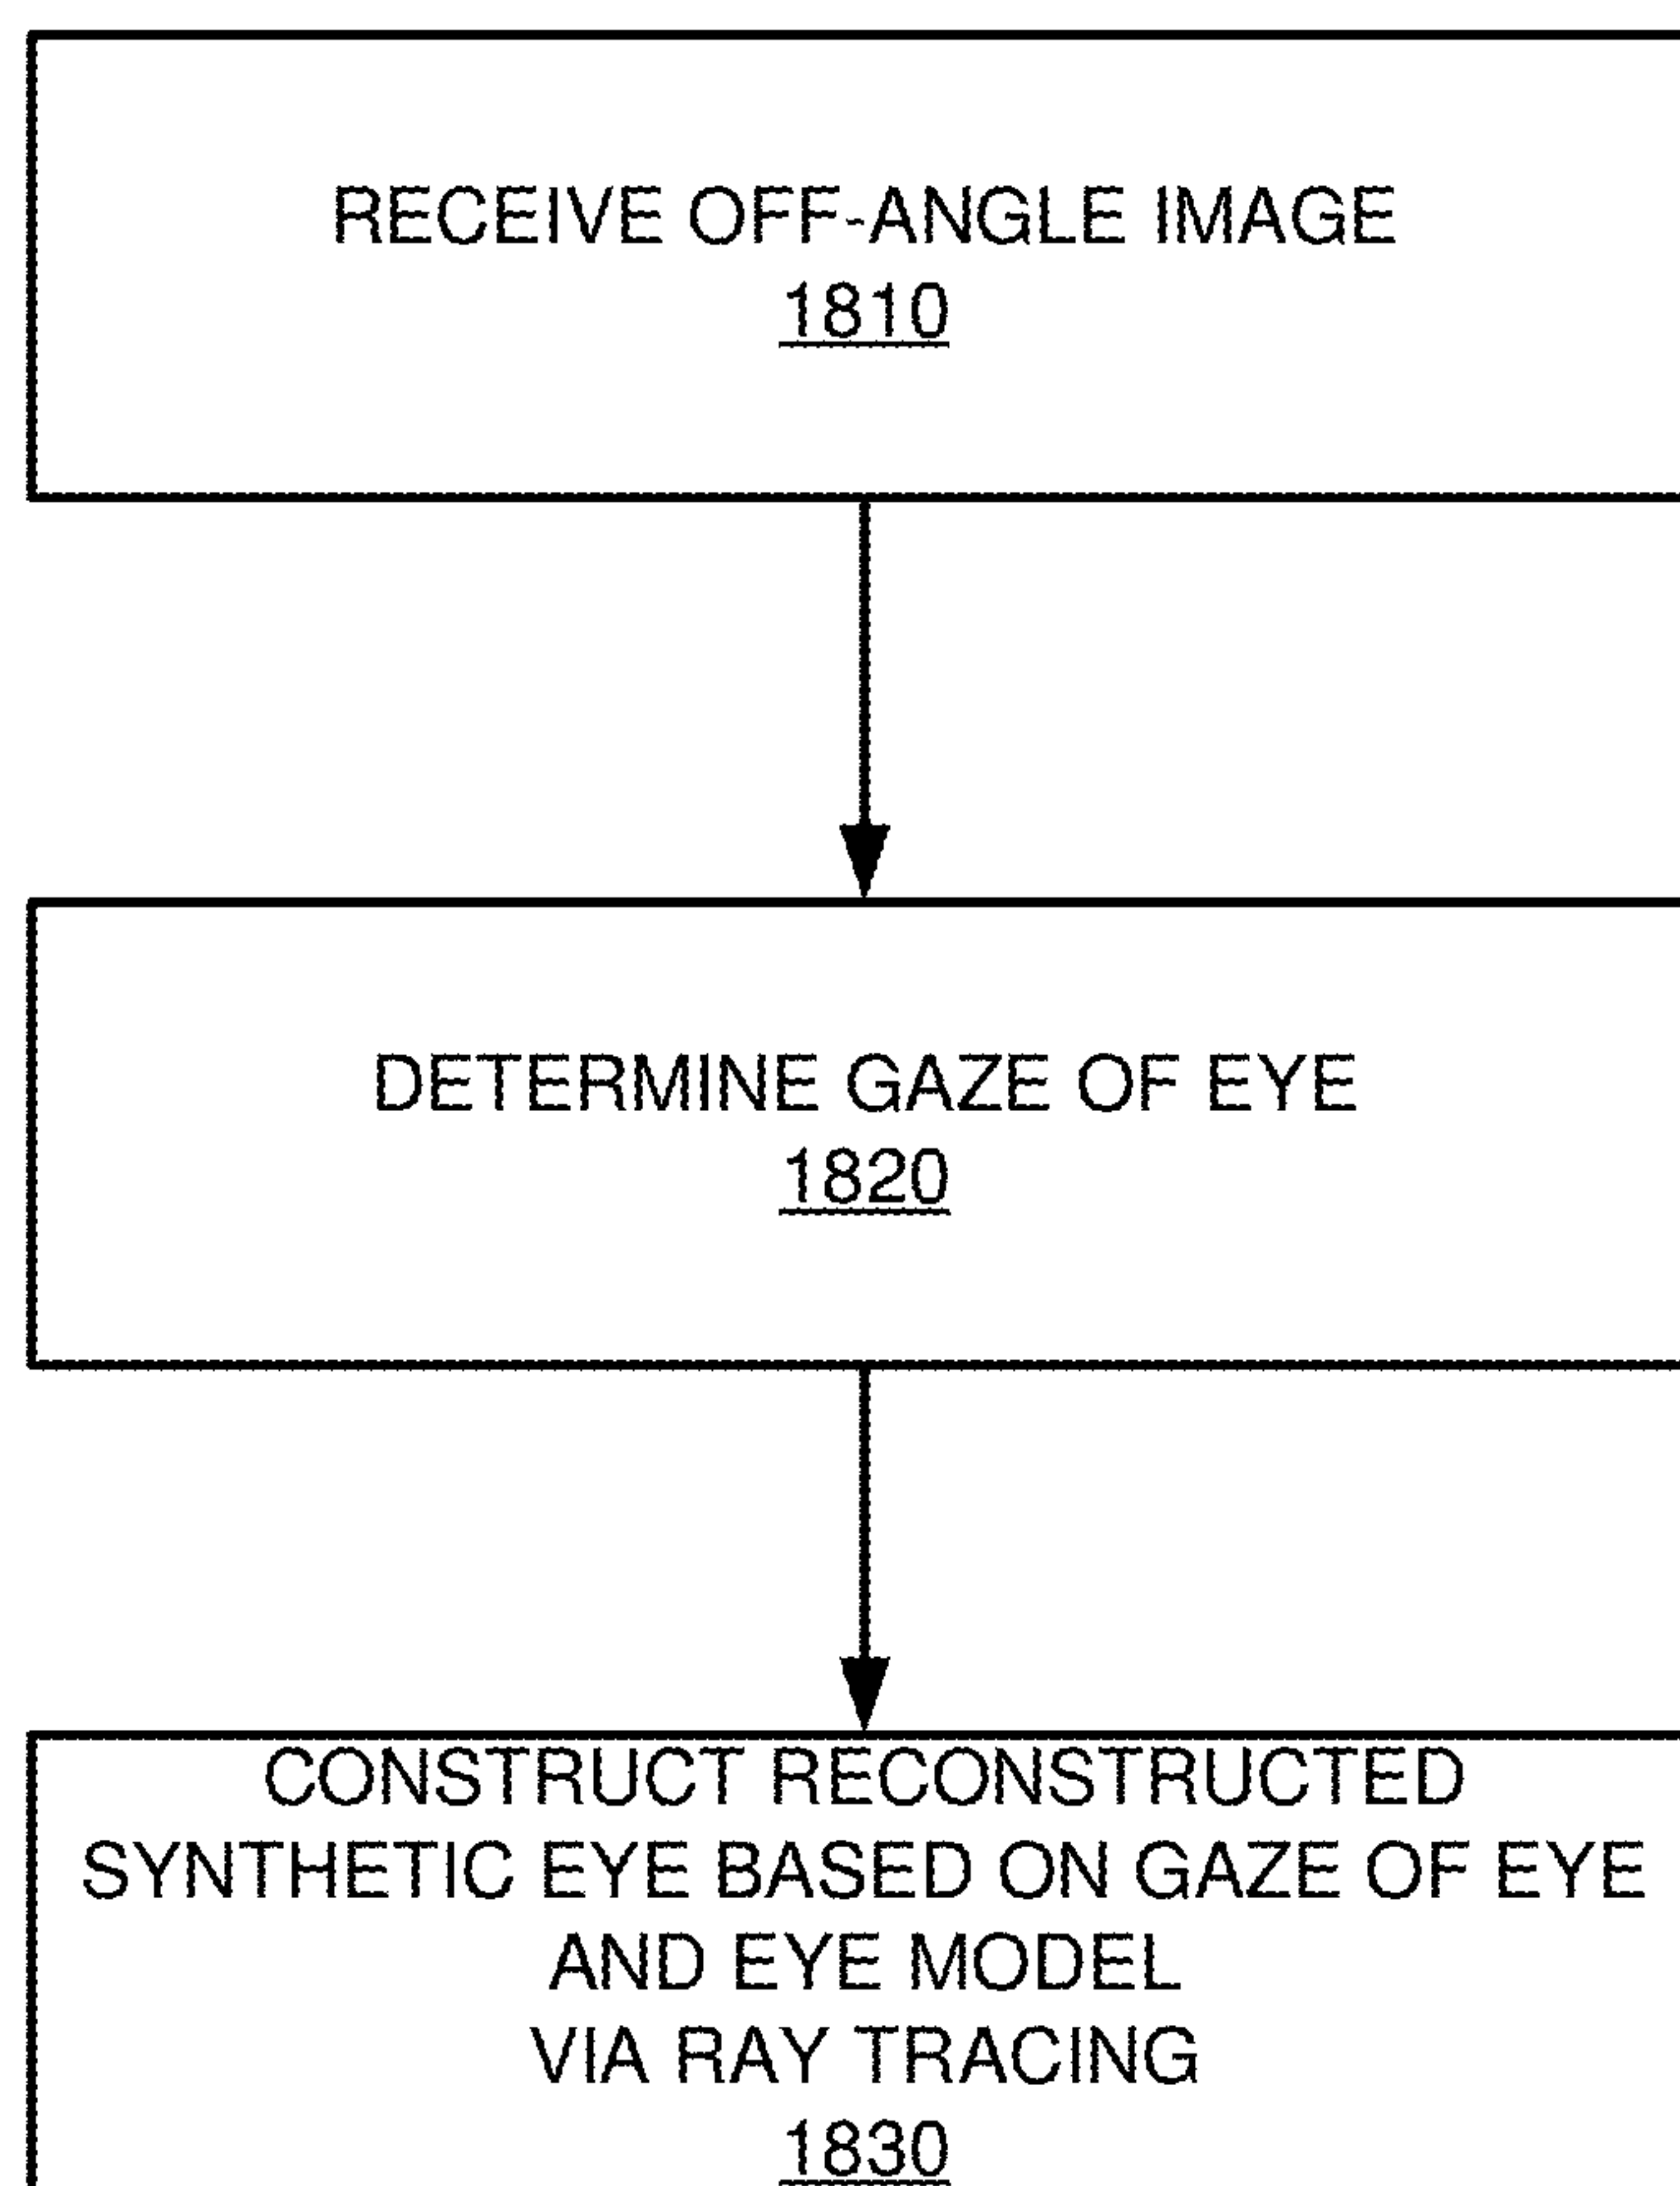 RECEIVE OFF-ANGLE IMAGE
1810
DETERMINE GAZE OF EYE
1820
CONSTRUCT RECONSTRUCTED
SYNTHETIC EYE BASED ON GAZE OF EYE
AND EYE MODEL
VIA RAY TRACING
1830